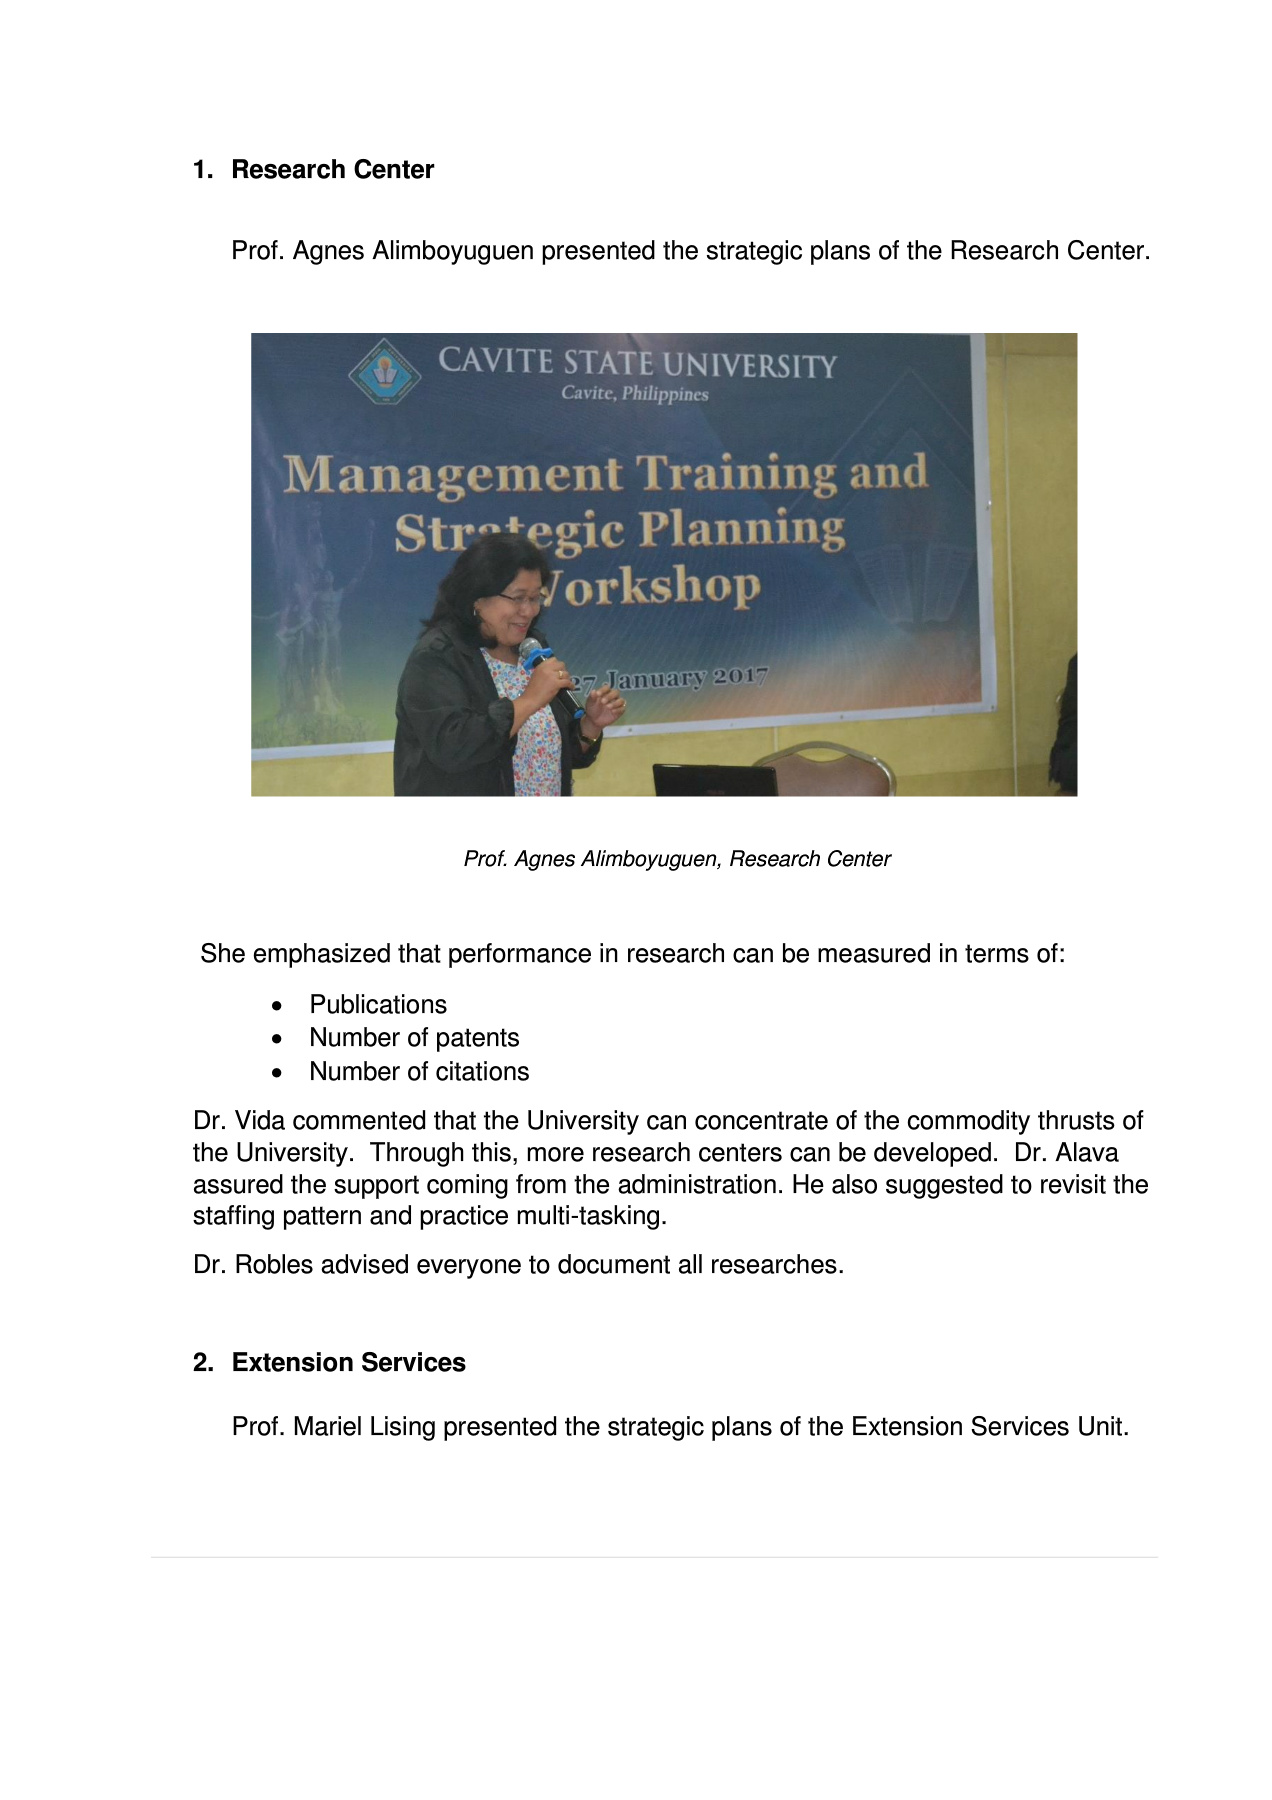 1. Research Center
Prof. Agnes Alimboyuguen presented the strategic plans of the Research Center.
CAVITE STATE UNIVERSITY
Cavite, Philippines
Management Training and
Strategic Planning
Workshop
27 January 2017
Prof. Agnes Alimboyuguen, Research Center
She emphasized that performance in research can be measured in terms of:
• Publications
• Number of patents
• Number of citations
Dr. Vida commented that the University can concentrate of the commodity thrusts of
the University. Through this, more research centers can be developed. Dr. Alava
assured the support coming from the administration. He also suggested to revisit the
staffing pattern and practice multi-tasking.
Dr. Robles advised everyone to document all researches.
2. Extension Services
Prof. Mariel Lising presented the strategic plans of the Extension Services Unit.